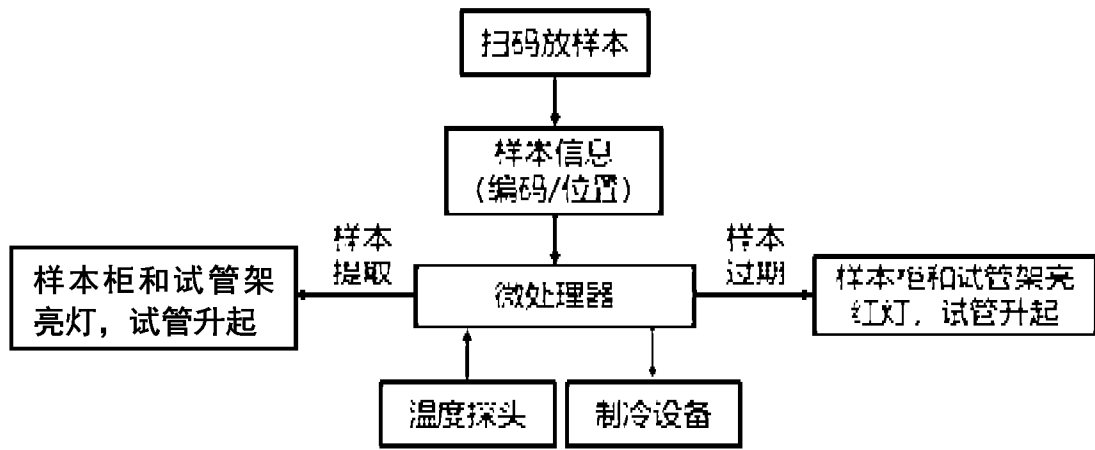 扫码放样本
样本信息
(编码/位置)
样本
提取
样本
过期
样本柜和试管架
亮灯，试管升起
微处理器
样本柜和试管架亮
红灯，试管升起
温度探头
制冷设备